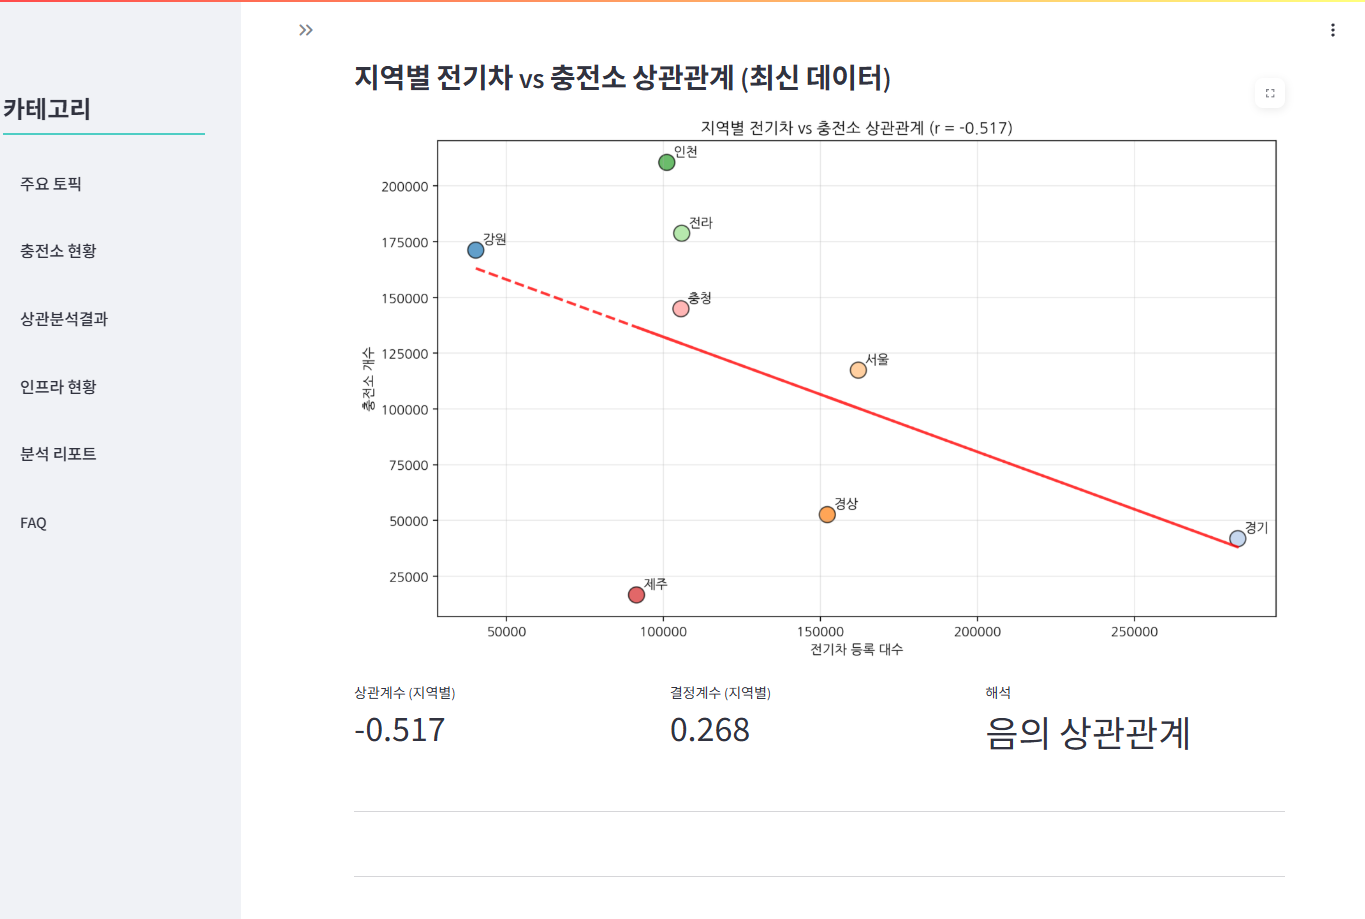 카테고리
주요 토픽
충전소 현황
상관분석결과
인프라 현황
분석 리포트
FAQ
지역별 전기차 vs 충전소 상관관계 (최신 데이터)
지역별 전기차 vs 충전소 상관관계 (r = -0.517)
충전소 개수
200000
175000
150000
125000
100000
75000
50000
25000
인천
전라
강원
충청
서울
경상
경기
제주
50000
100000
150000
200000
250000
전기차 등록 대수
상관계수 (지역별)
-0.517
결정계수 (지역별)
0.268
해석
음의 상관관계